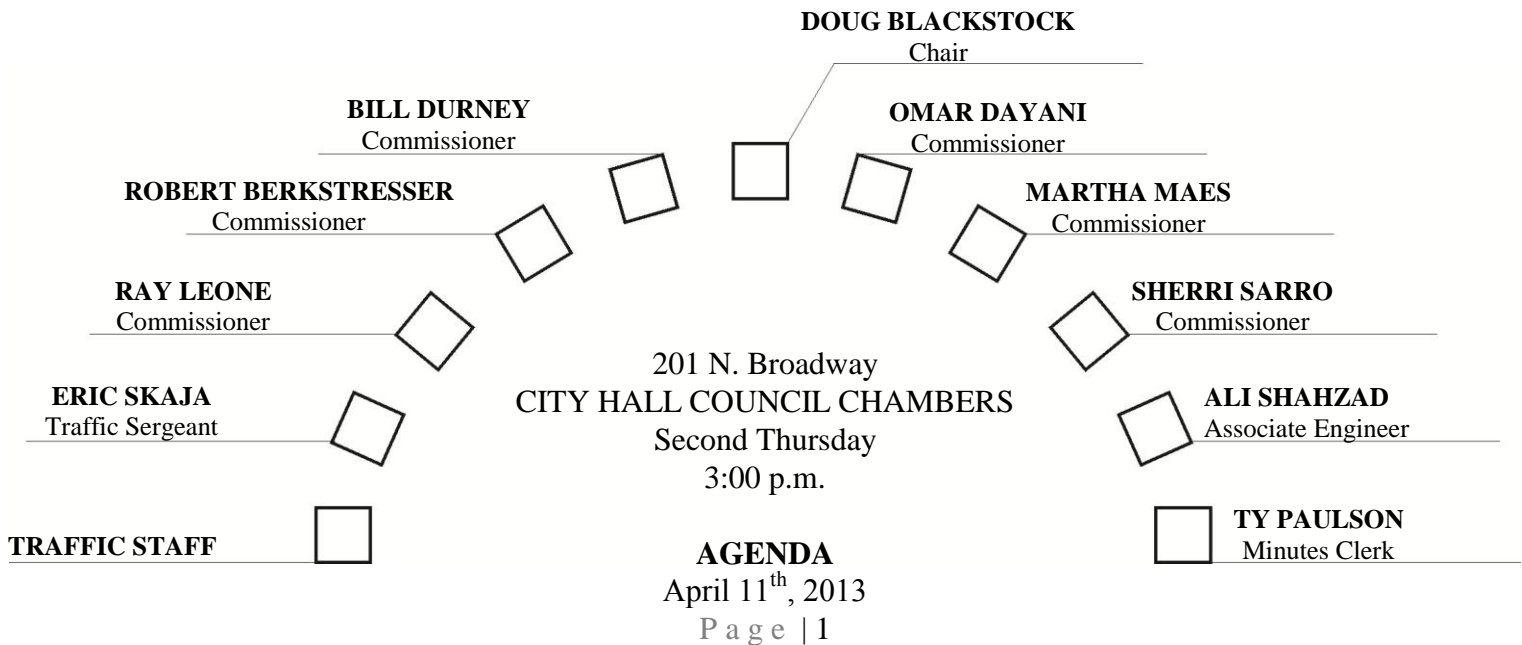 DOUG BLACKSTOCK
Chair
BILL DURNEY
Commissioner
OMAR DAYANI
Commissioner
ROBERT BERKSTRESSER
Commissioner
MARTHA MAES
Commissioner
RAY LEONE
Commissioner
SHERRI SARRO
Commissioner
ERIC SKAJA
Traffic Sergeant
ALI SHAHZAD
Associate Engineer
TRAFFIC STAFF
TY PAULSON
Minutes Clerk
201 N. Broadway
CITY HALL COUNCIL CHAMBERS
Second Thursday
3:00 p.m.
AGENDA
April 11th, 2013
Page | 1